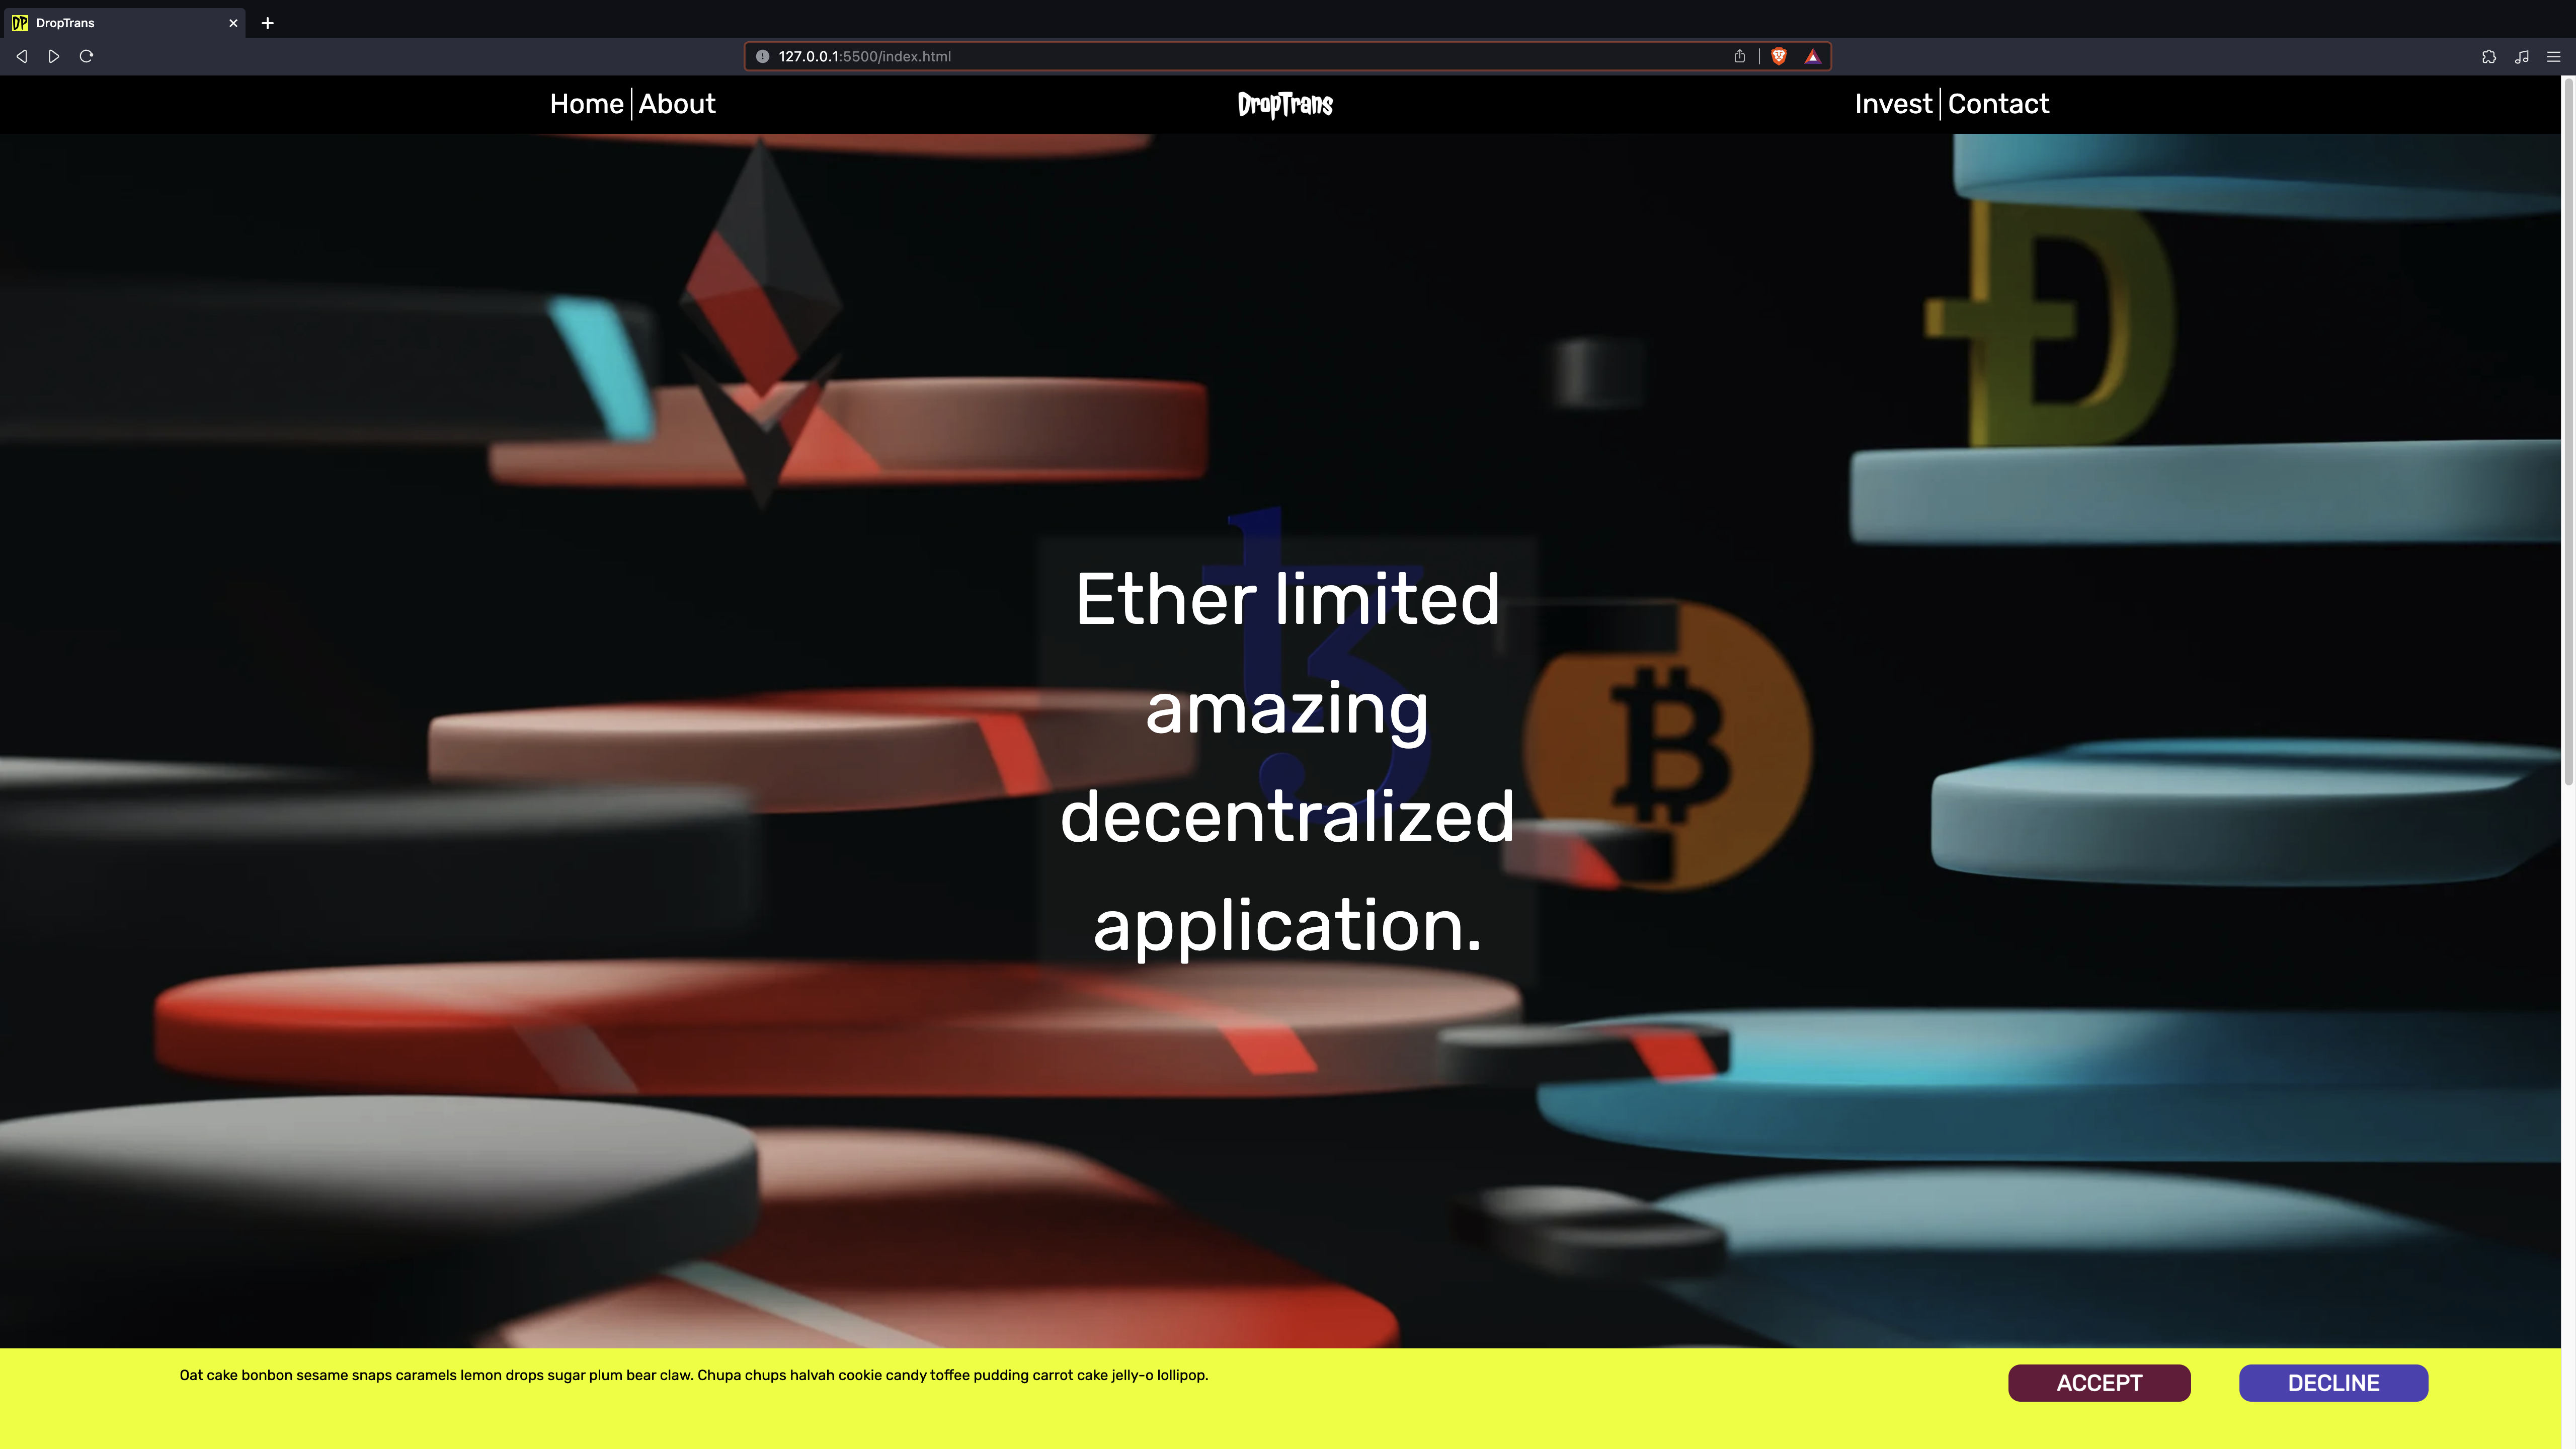 DP DropTrans
127.0.0.1:5500/index.html
Home About DropTrans Invest Contact
Ether limited
amazing
decentralized
application.
Oat cake bonbon sesame snaps caramels lemon drops sugar plum bear claw. Chupa chups halvah cookie candy toffee pudding carrot cake jelly-o lollipop.
ACCEPT DECLINE